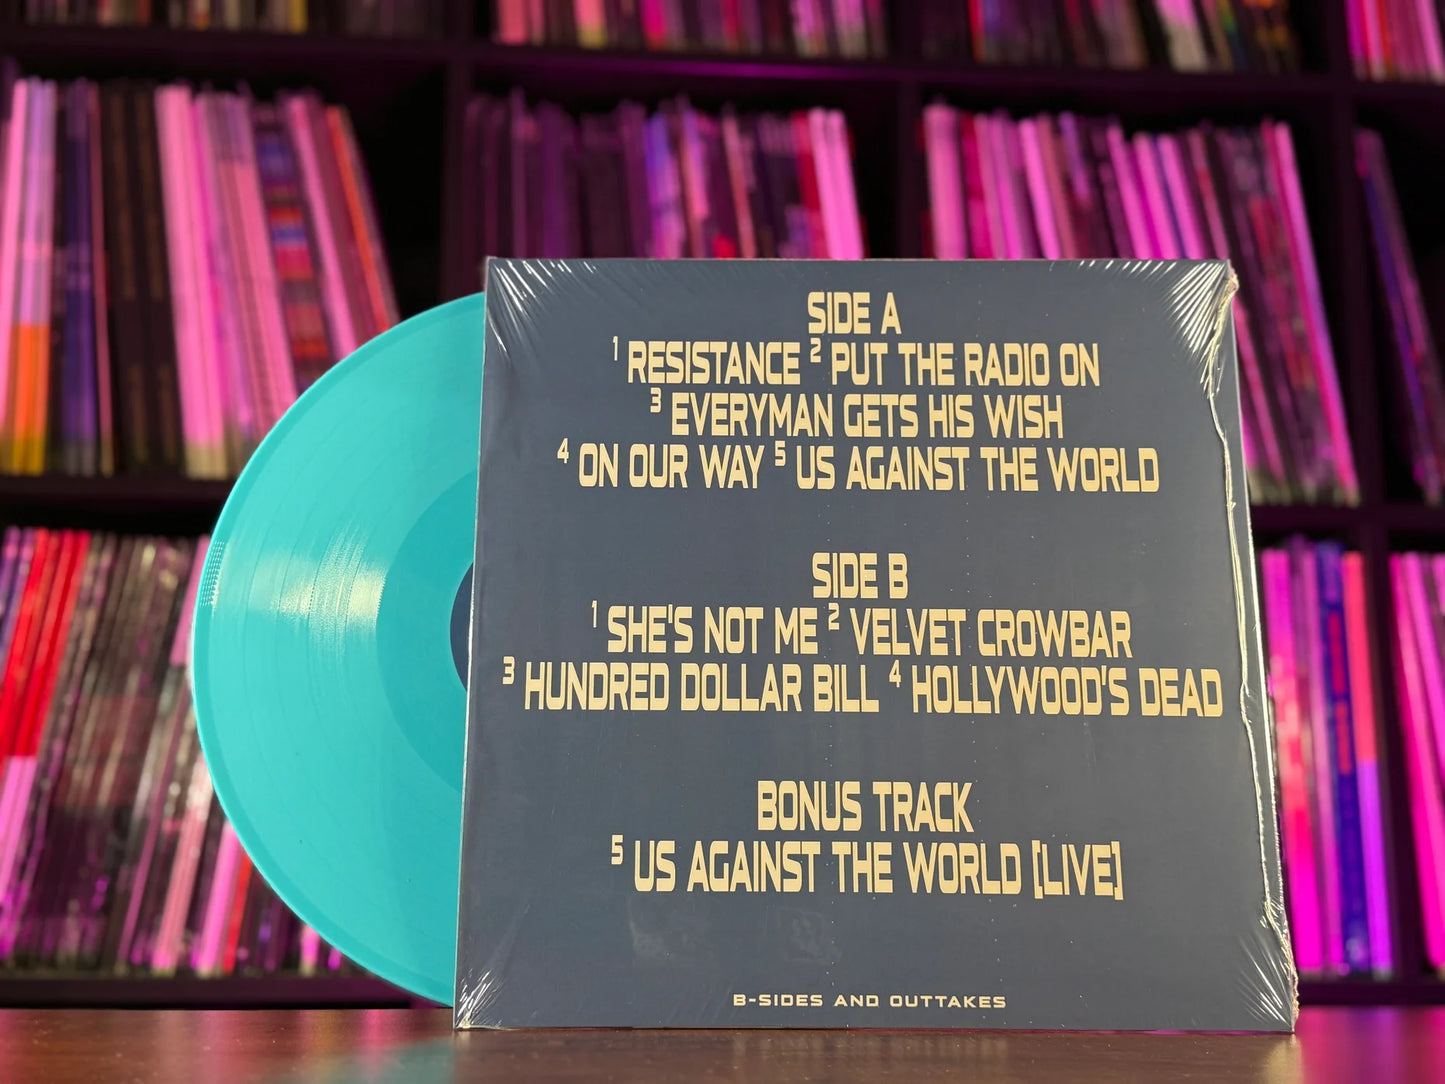 SIDE A
1 RESISTANCE 2 PUT THE RADIO ON
3 EVERYMAN GETS HIS WISH
4 ON OUR WAY 5 US AGAINST THE WORLD
SIDE B
1 SHE'S NOT ME 2 VELVET CROWBAR
3 HUNDRED DOLLAR BILL 4 HOLLYWOOD'S DEAD
BONUS TRACK
5 US AGAINST THE WORLD [LIVE]
B-SIDES AND OUTTAKES